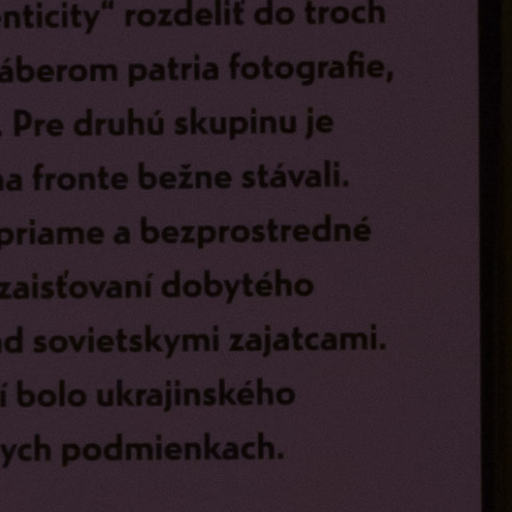 enticity“ rozdeliť do troch
áberom patria fotografie,
. Pre druhú skupinu je
na fronte bežne stávali.
priame a bezprostredné
zaisťovaní dobytého
ad sovietskymi zajatcami.
í bolo ukrajinského
ych podmienkach.